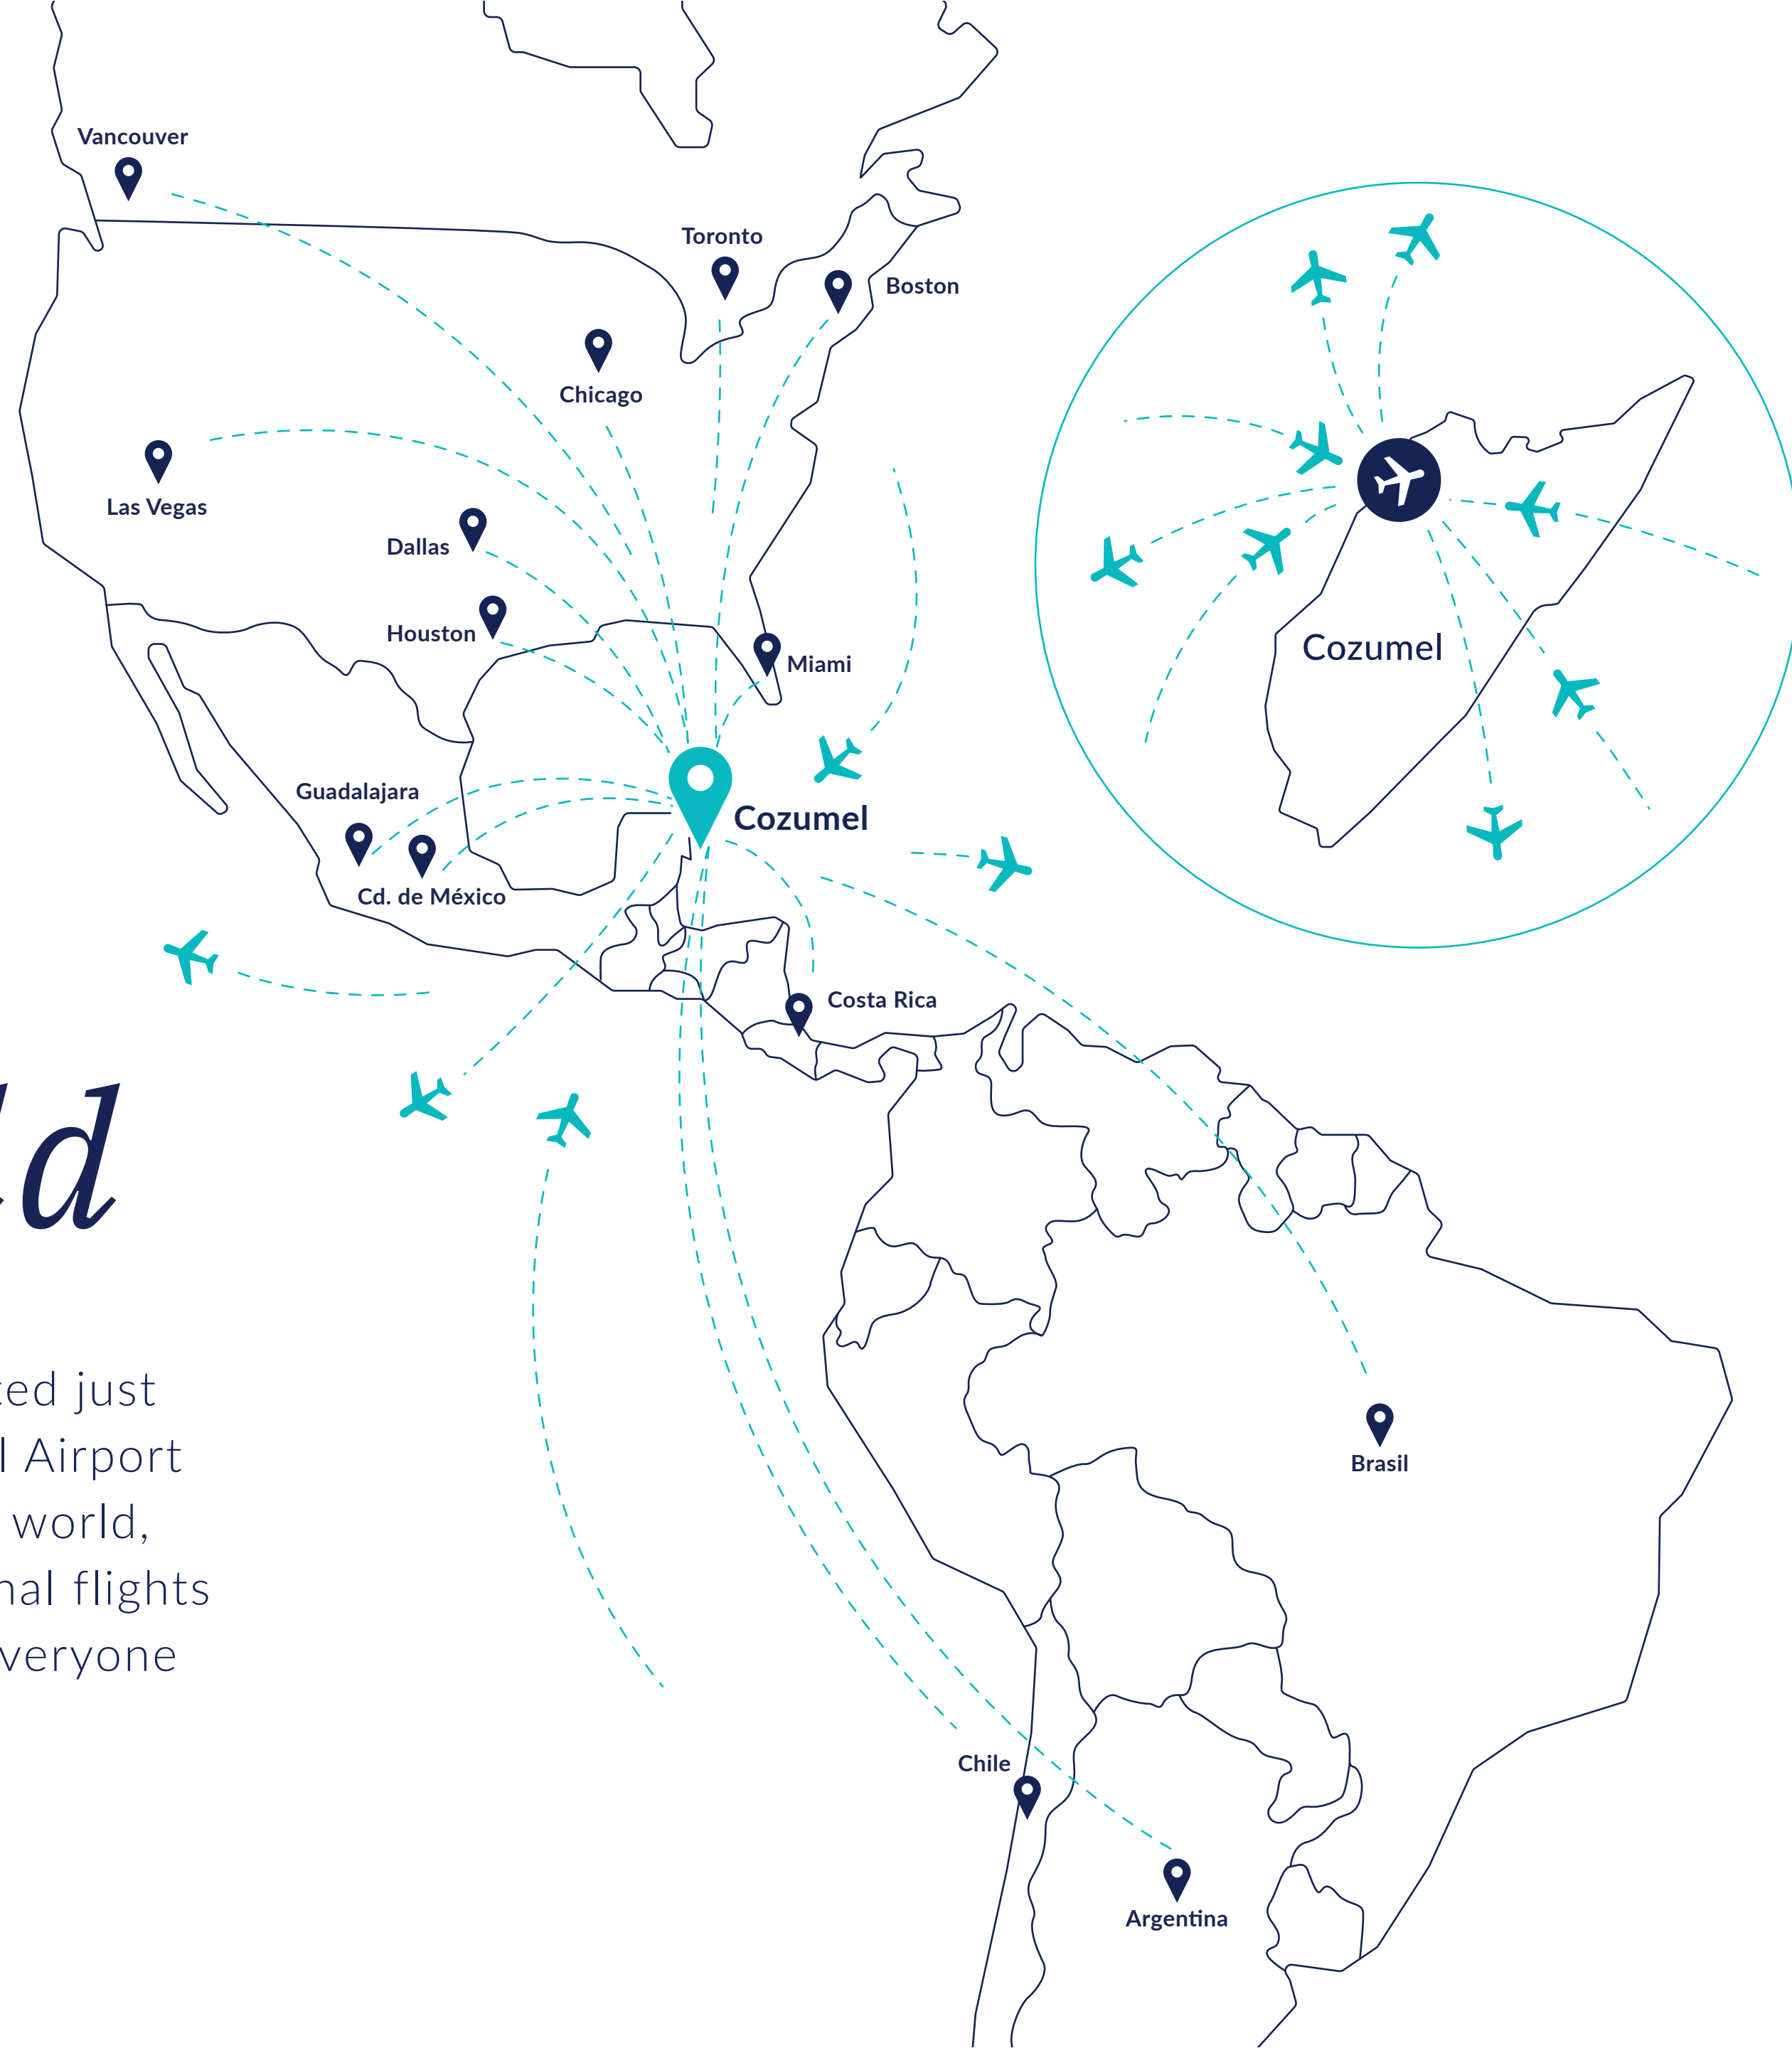 Vancouver
Toronto
Boston
Chicago
Las Vegas
Dallas
Houston
Miami
Cozumel
Guadalajara
Cozumel
Cd. de México
Costa Rica
d
ed just
l Airport
world,
nal flights
veryone
Brasil
Chile
Argentina